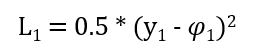 L₁ = 0.5 * (y₁ - φ₁)²